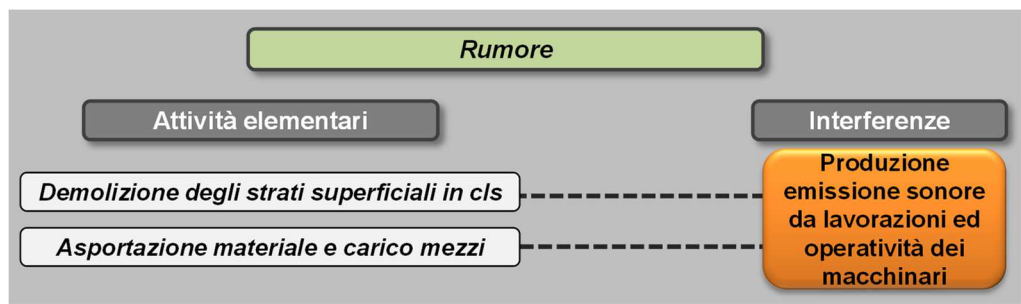 Rumore
Attività elementari
Interferenze
Demolizione degli strati superficiali in cls
Asportazione materiale e carico mezzi
Produzione
emissione sonore
da lavorazioni ed
operatività dei
macchinari